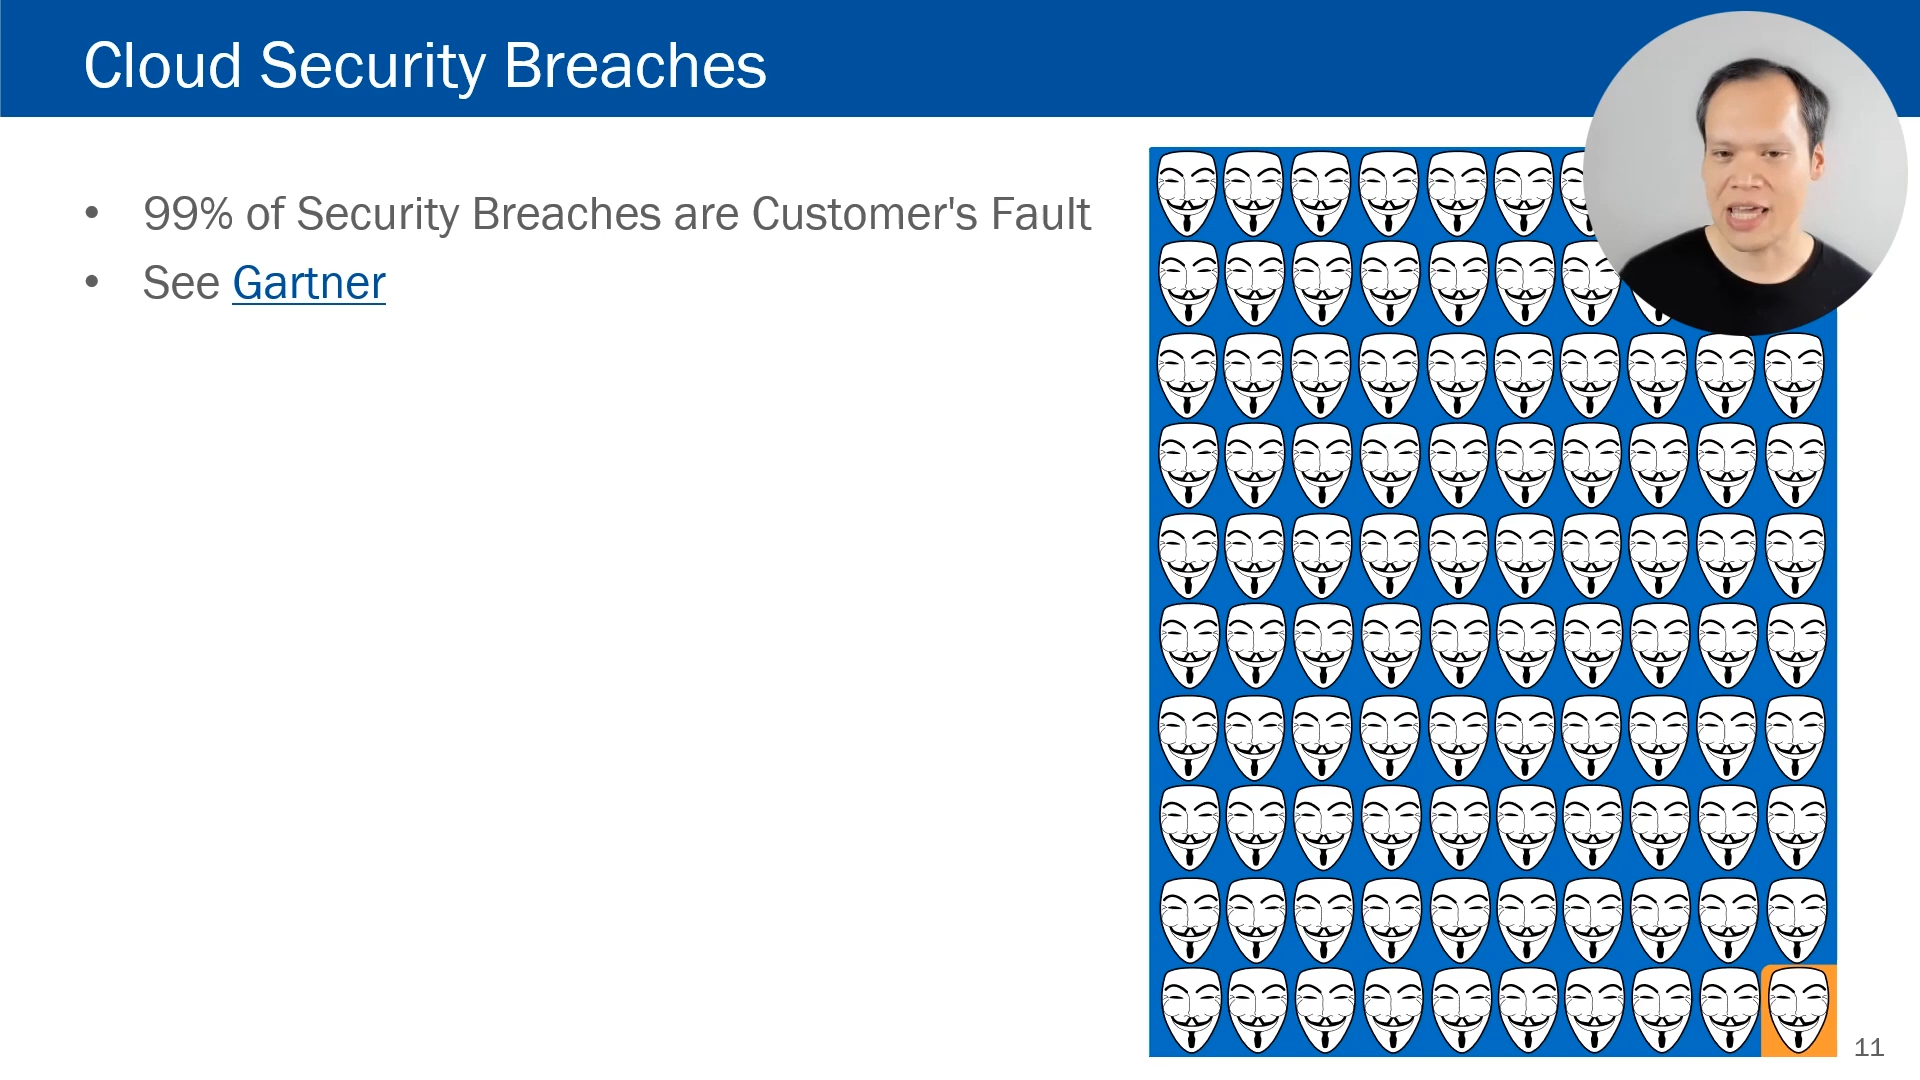 Cloud Security Breaches
• 99% of Security Breaches are Customer's Fault
• See Gartner
11